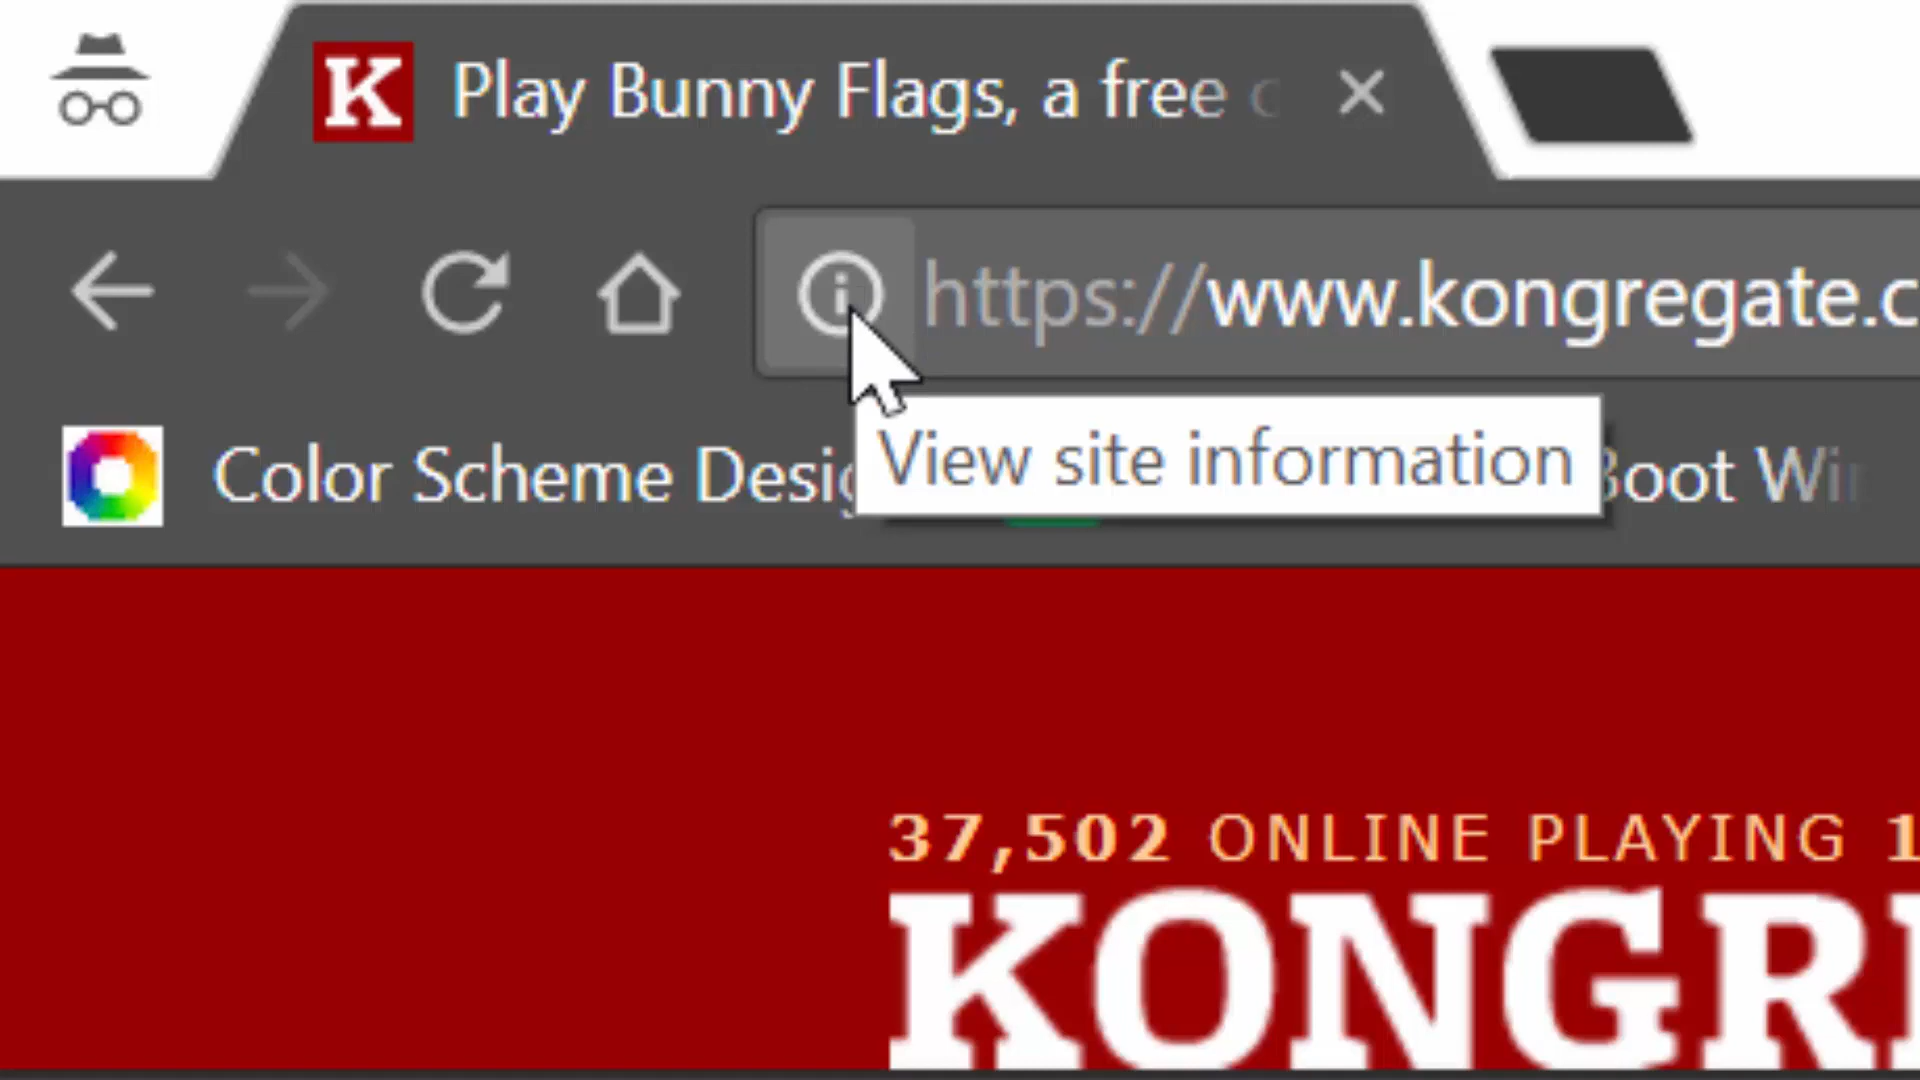 K Play Bunny Flags, a free
https://www.kongregate.c
View site information
Color Scheme Desig
oot Wi
37,502 ONLINE PLAYING 1
KONGR